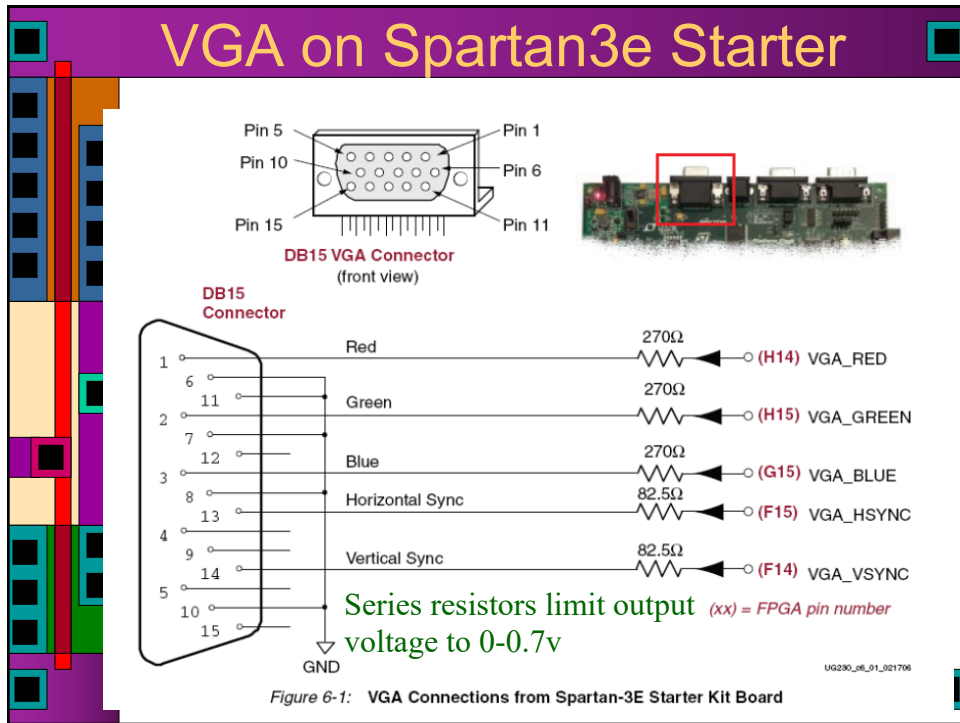 VGA on Spartan3e Starter
Pin 5
Pin 1
Pin 10
Pin 6
Pin 15
Pin 11
DB15 VGA Connector
(front view)
DB15
Connector
1
Red
270Ω
(H14) VGA_RED
6
11
2
Green
270Ω
(H15) VGA_GREEN
7
12
3
Blue
270Ω
(G15) VGA_BLUE
8
13
Horizontal Sync
82.5Ω
(F15) VGA_HSYNC
4
9
14
Vertical Sync
82.5Ω
(F14) VGA_VSYNC
5
10
15
GND
Series resistors limit output
voltage to 0-0.7v
(xx) = FPGA pin number
UG230_c6_01_021706
Figure 6-1: VGA Connections from Spartan-3E Starter Kit Board